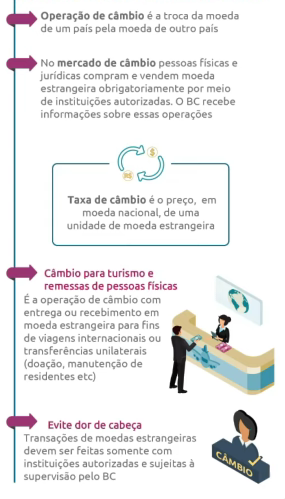 Operação de câmbio é a troca da moeda
de um país pela moeda de outro país
No mercado de câmbio pessoas físicas e
jurídicas compram e vendem moeda
estrangeira obrigatoriamente por meio
de instituições autorizadas. O BC recebe
informações sobre essas operações
$
R$
Taxa de câmbio é o preço, em
moeda nacional, de uma
unidade de moeda estrangeira
Câmbio para turismo e
remessas de pessoas físicas
É a operação de câmbio com
entrega ou recebimento em
moeda estrangeira para fins
de viagens internacionais ou
transferências unilaterais
(doação, manutenção de
residentes etc)
Evite dor de cabeça
Transações de moedas estrangeiras
devem ser feitas somente com
instituições autorizadas e sujeitas à
supervisão pelo BC
CÂMBIO